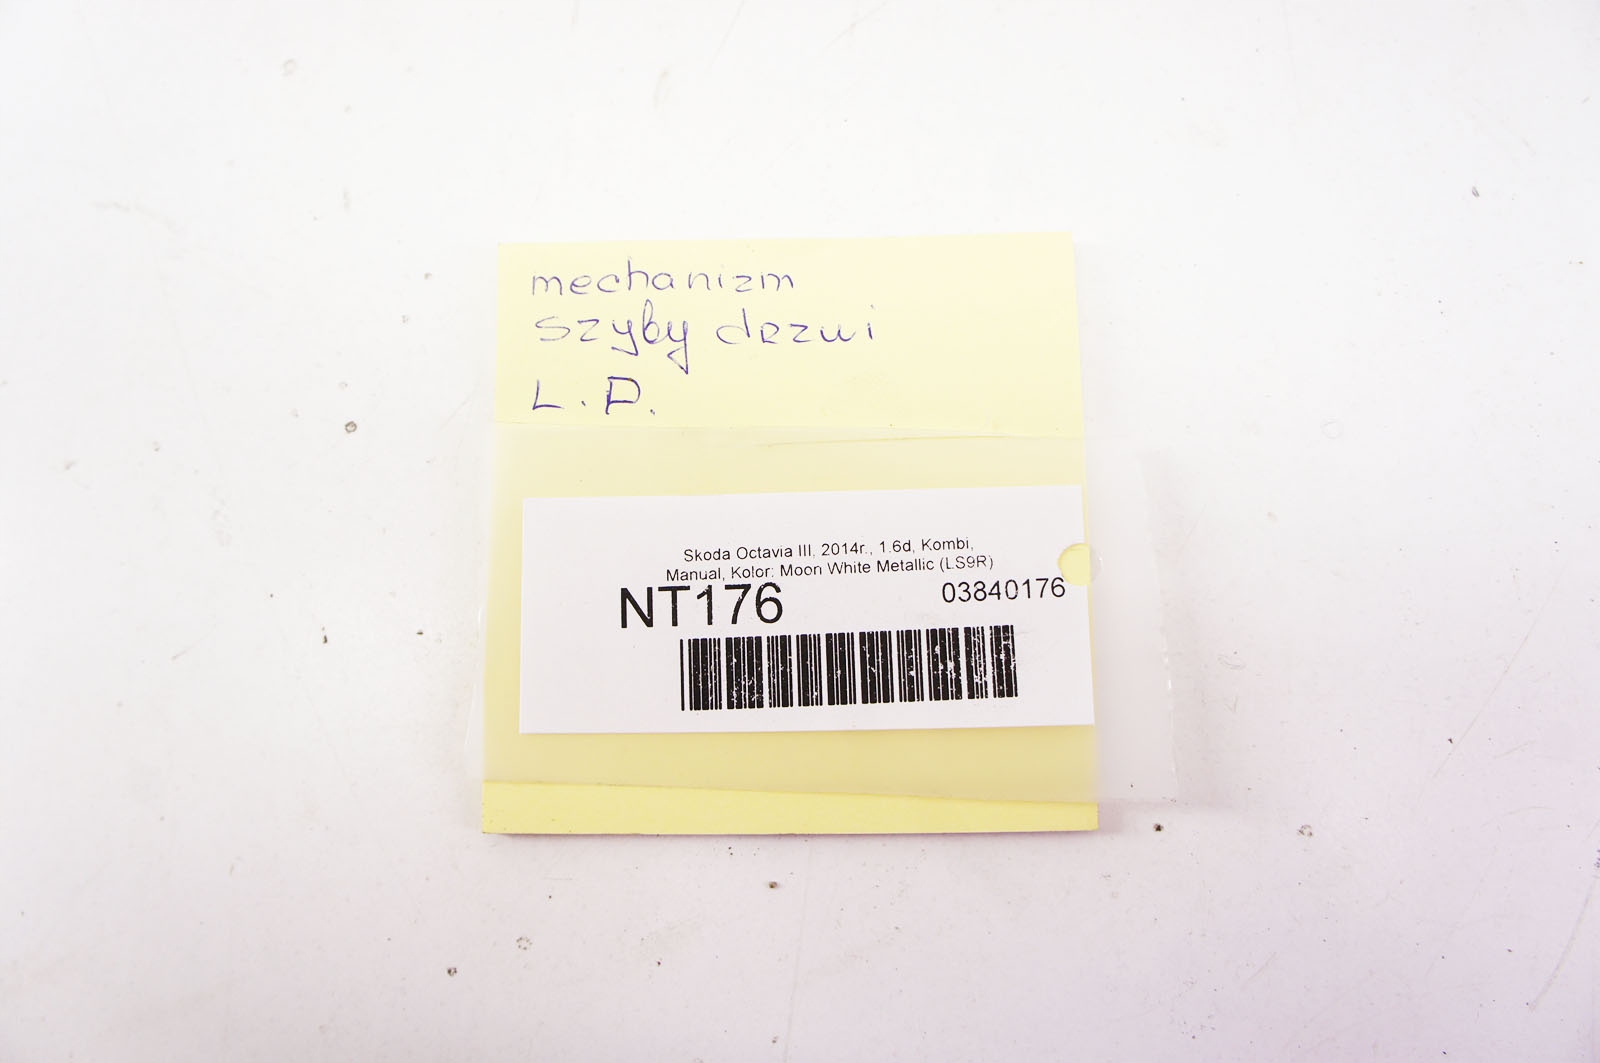 mechanizm
szyby drzwi
L.P.
Skoda Octavia III, 2014r., 1.6d, Kombi,
Manual, Kolor: Moon White Metallic (LS9R)
NT176
03840176